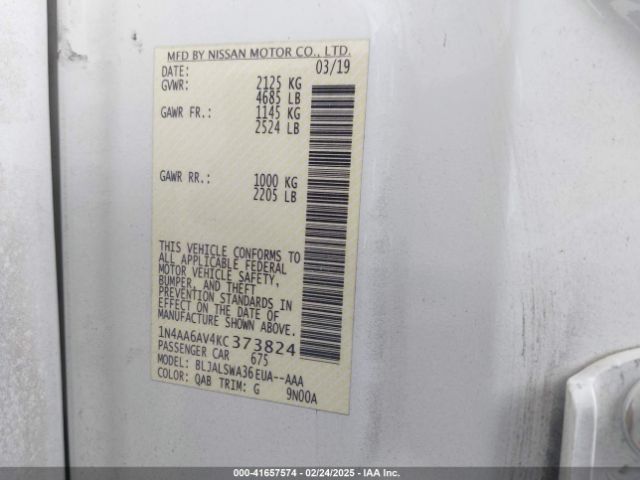 MFD BY NISSAN MOTOR CO., LTD.
DATE: 03/19
GVWR: 2125 KG
4685 LB
GAWR FR.: 1145 KG
2524 LB
GAWR RR.: 1000 KG
2205 LB
THIS VEHICLE CONFORMS TO
ALL APPLICABLE FEDERAL
MOTOR VEHICLE SAFETY,
BUMPER, AND THEFT
PREVENTION STANDARDS IN
EFFECT ON THE DATE OF
MANUFACTURE SHOWN ABOVE.
1N4AA6AV4KC373824
PASSENGER CAR 675
MODEL: BLJALSWA36EUA--AAA
COLOR: QAB TRIM: G 9N00A
000-41657574 | 02/24/2025 | IAA Inc.